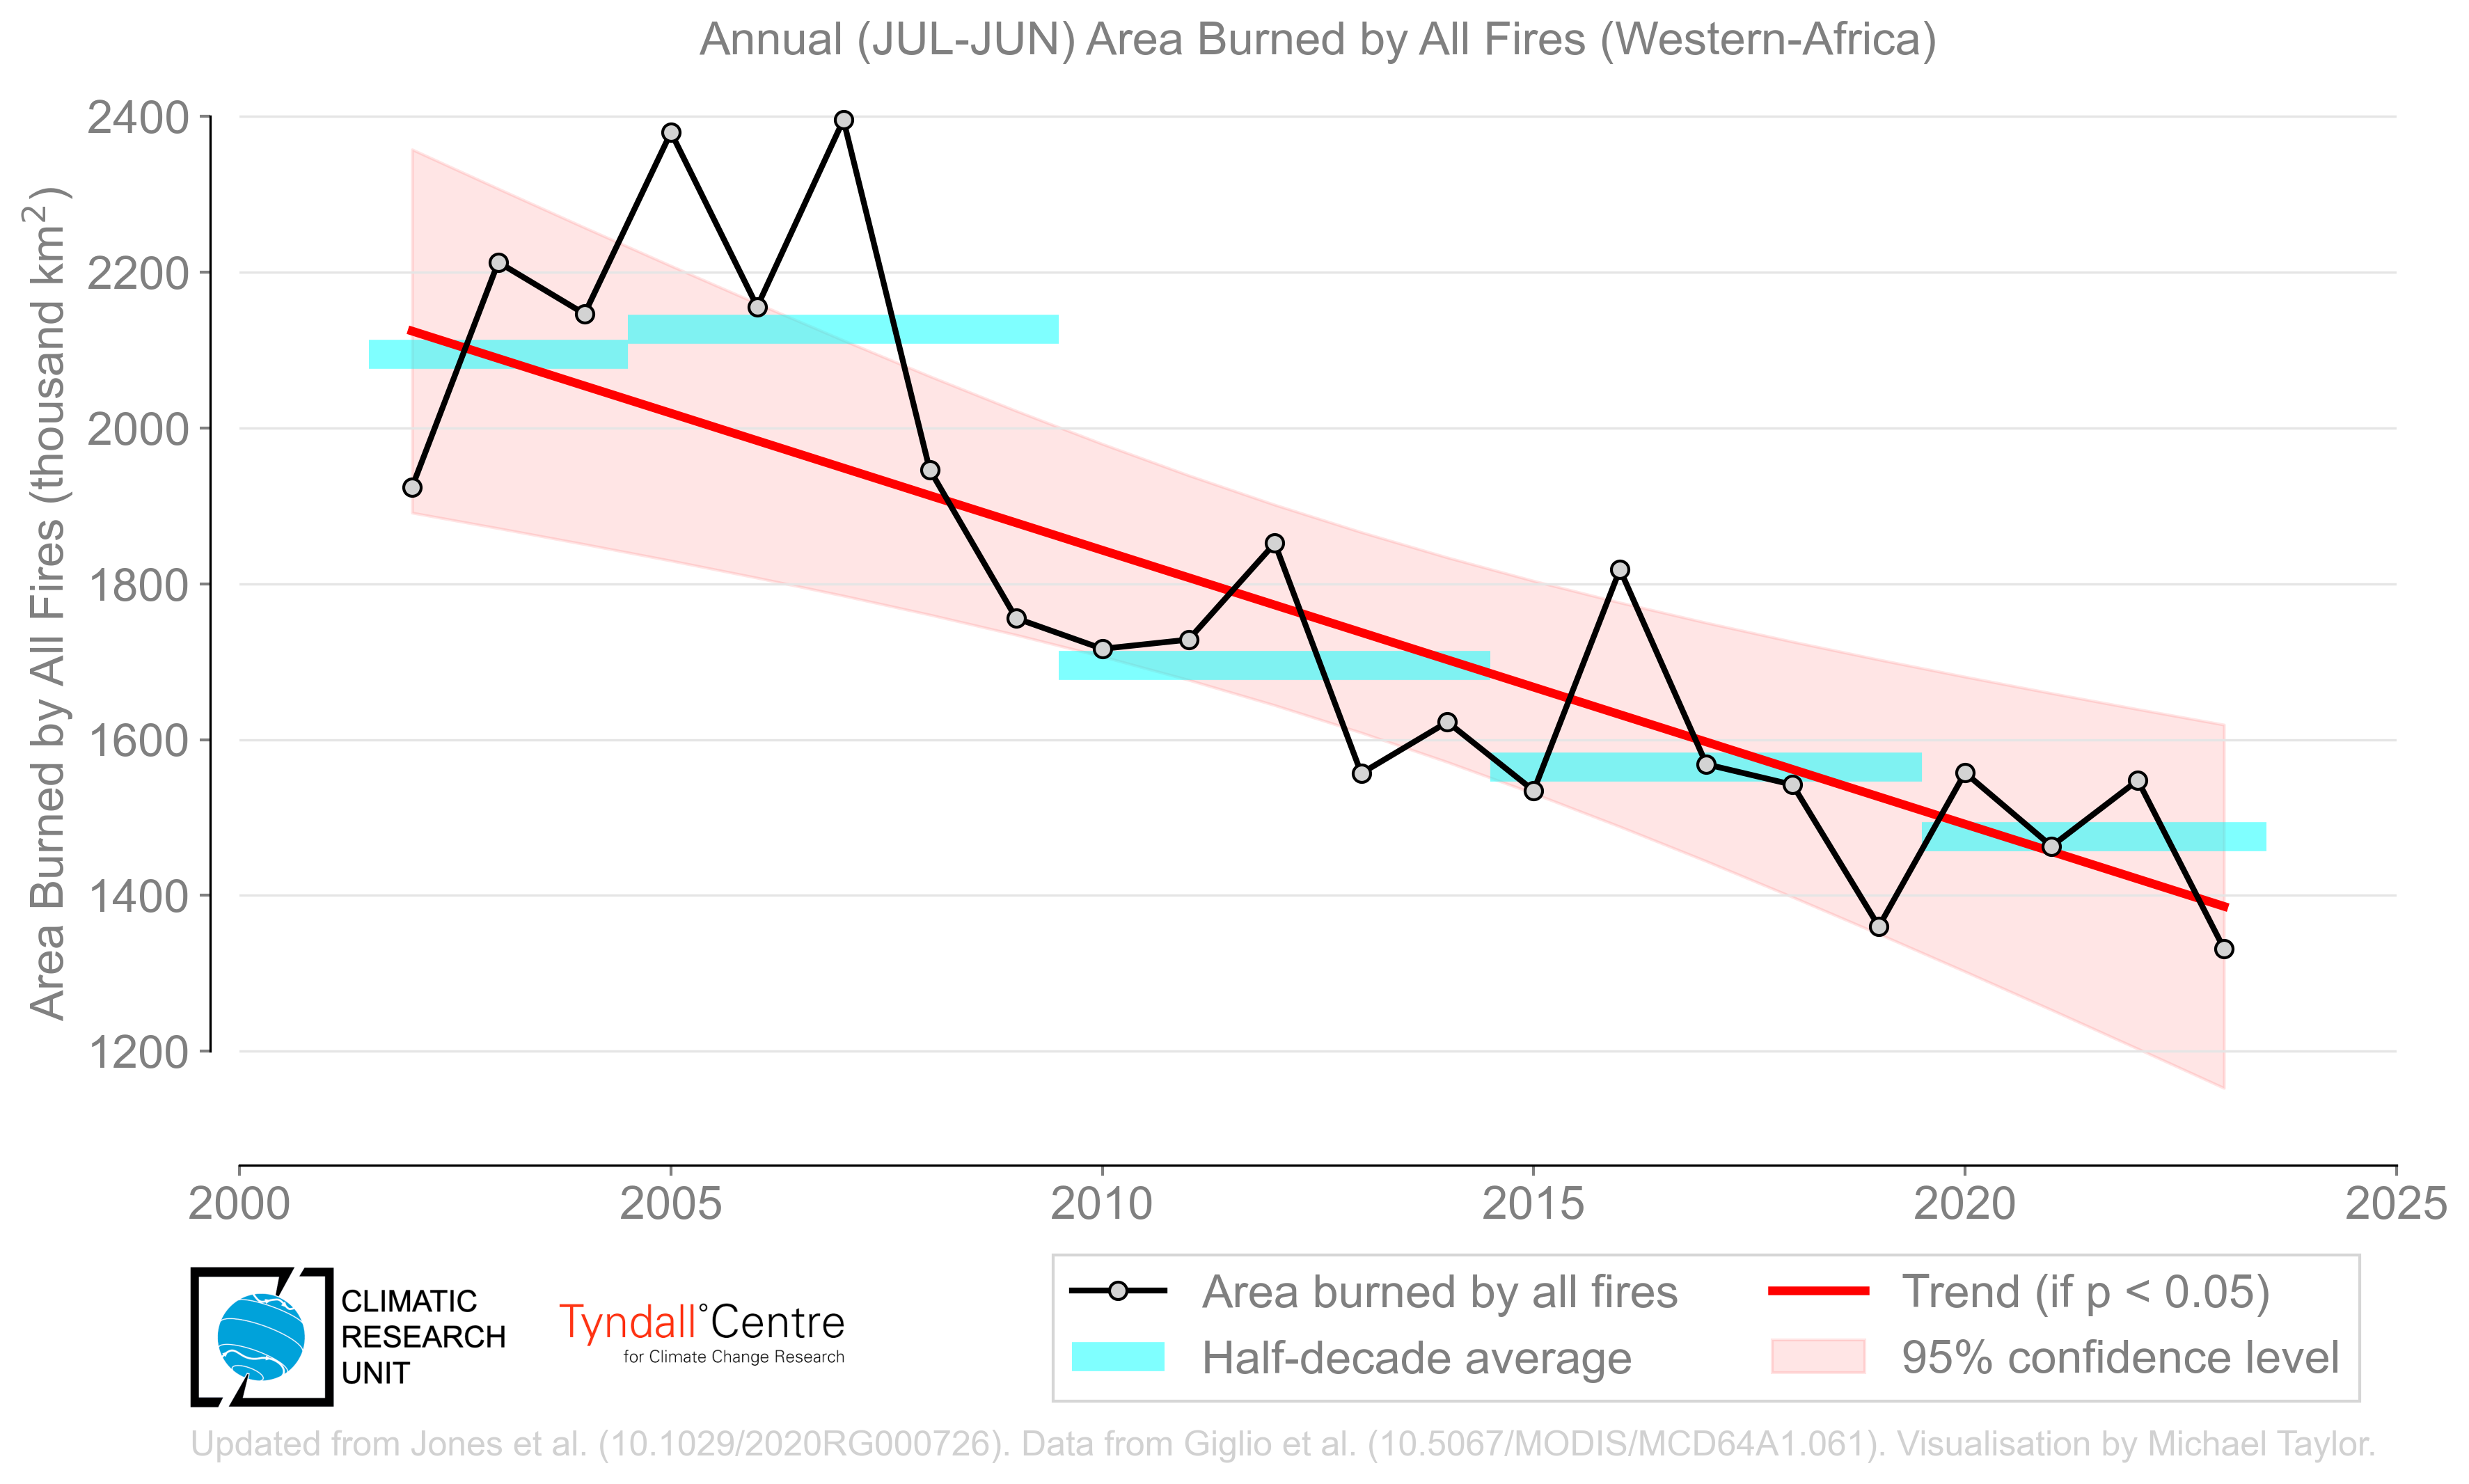 Annual (JUL-JUN) Area Burned by All Fires (Western-Africa)
Area Burned by All Fires (thousand km²)
2400
2200
2000
1800
1600
1400
1200
2000
2005
2010
2015
2020
2025
CLIMATIC
RESEARCH
UNIT
Tyndall°Centre
for Climate Change Research
Area burned by all fires
Half-decade average
Trend (if p < 0.05)
95% confidence level
Updated from Jones et al. (10.1029/2020RG000726). Data from Giglio et al. (10.5067/MODIS/MCD64A1.061). Visualisation by Michael Taylor.